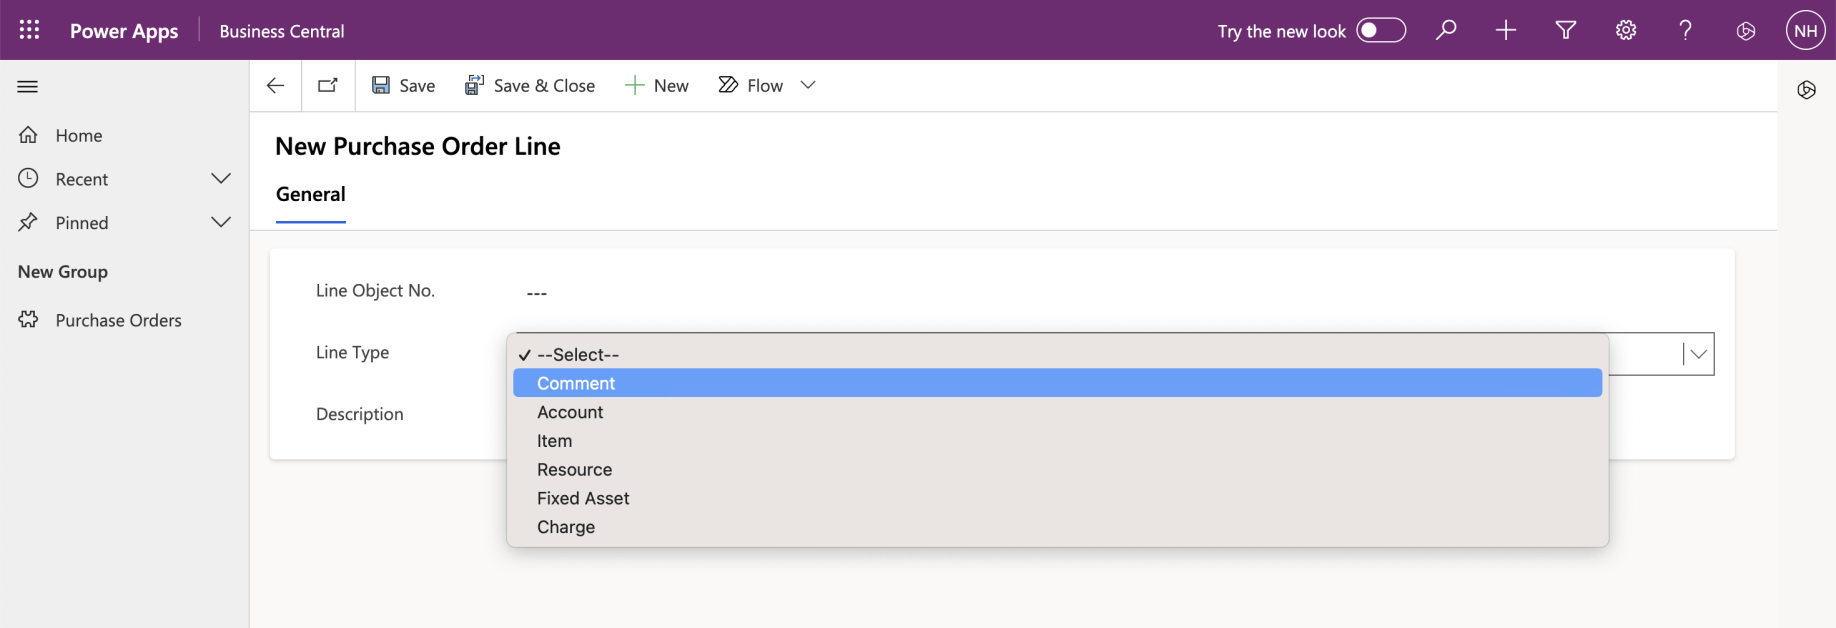 Power Apps Business Central Try the new look ? NH
Save Save & Close New Flow
Home
Recent
Pinned
New Group
Purchase Orders
New Purchase Order Line
General
Line Object No. ---
Line Type
✓ --Select--
Comment
Account
Item
Resource
Fixed Asset
Charge
Description